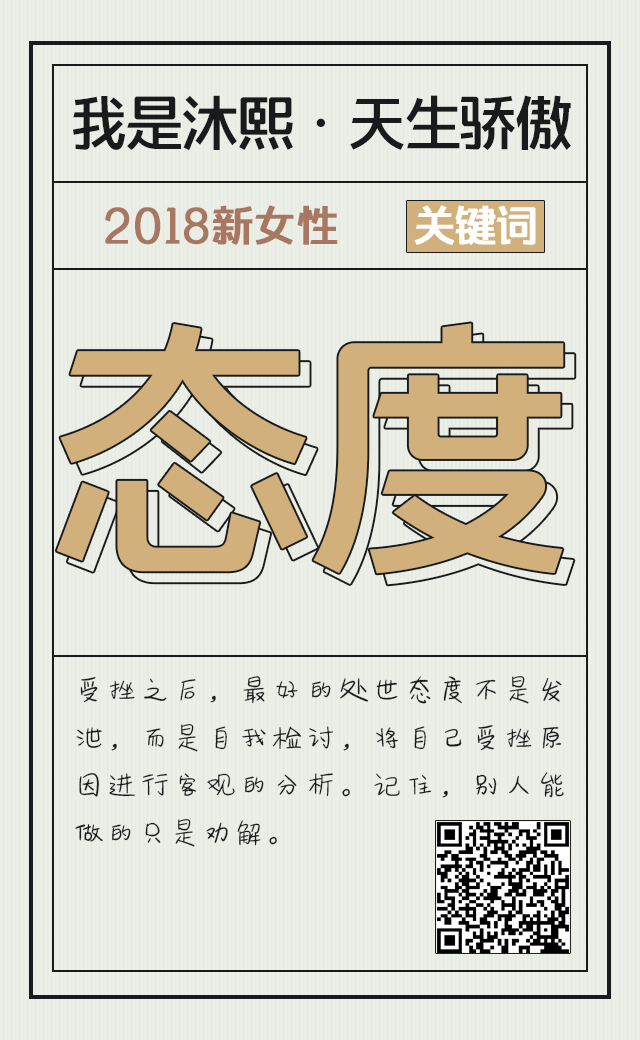 我是沐熙·天生骄傲
2018新女性 关键词
态度
受挫之后，最好的处世态度不是发
泄，而是自我检讨，将自己受挫原
因进行客观的分析。记住，别人能
做的只是劝解。